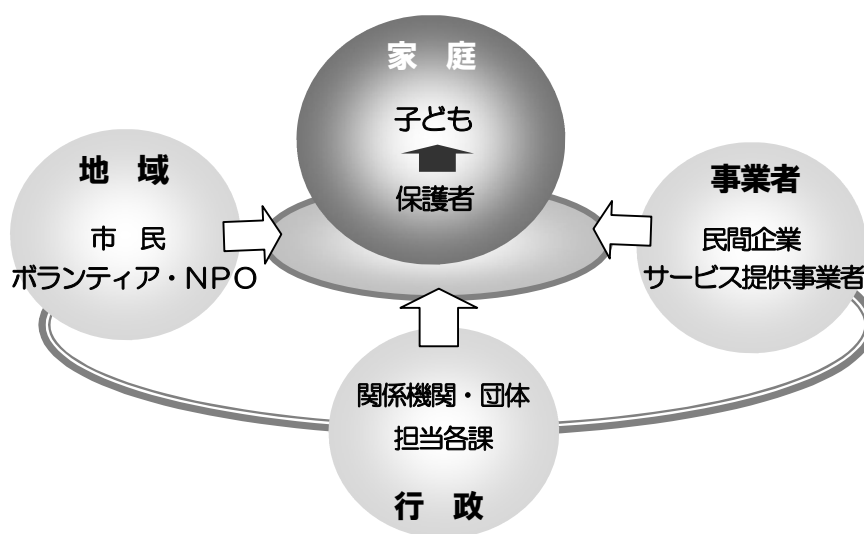 家　庭
子ども
保護者
地　域
市　民
ボランティア・NPO
事業者
民間企業
サービス提供事業者
関係機関・団体
担当各課
行　政